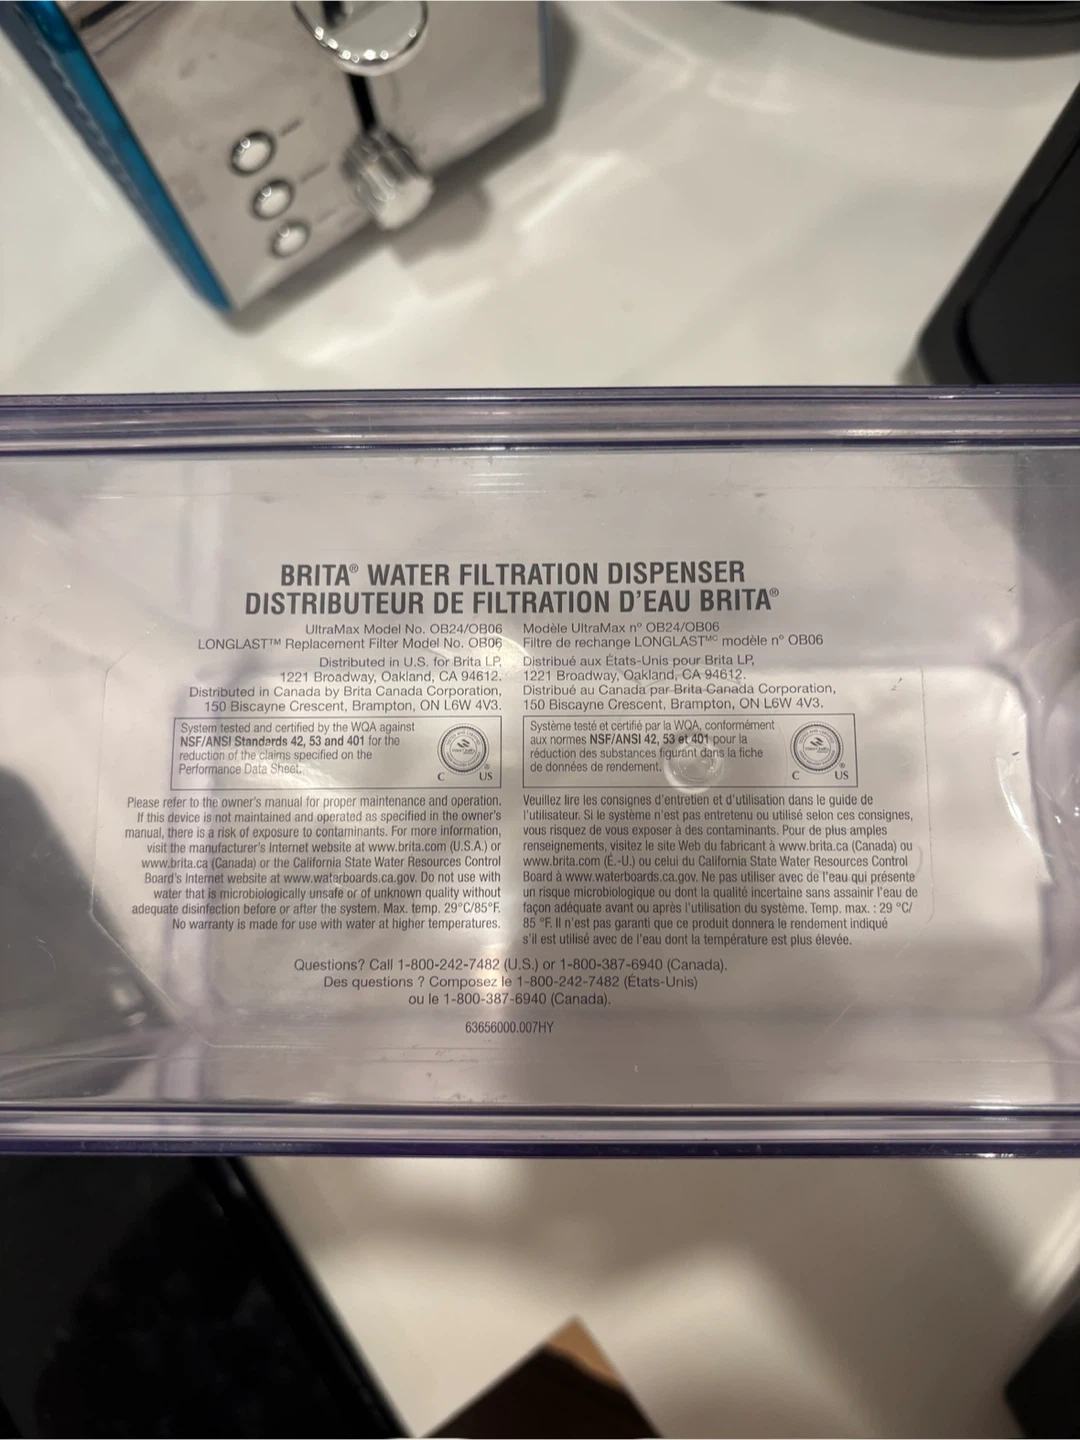 BRITA® WATER FILTRATION DISPENSER
DISTRIBUTEUR DE FILTRATION D'EAU BRITA®
UltraMax Model No. OB24/OB06
LONGLAST™ Replacement Filter Model No. OB06
Distributed in U.S. for Brita LP,
1221 Broadway, Oakland, CA 94612.
Distributed in Canada by Brita Canada Corporation,
150 Biscayne Crescent, Brampton, ON L6W 4V3.
System tested and certified by the WQA against
NSF/ANSI Standards 42, 53 and 401 for the
reduction of the claims specified on the
Performance Data Sheet.
C US
Please refer to the owner's manual for proper maintenance and operation.
If this device is not maintained and operated as specified in the owner's
manual, there is a risk of exposure to contaminants. For more information,
visit the manufacturer's Internet website at www.brita.com (U.S.A.) or
www.brita.ca (Canada) or the California State Water Resources Control
Board's Internet website at www.waterboards.ca.gov. Do not use with
water that is microbiologically unsafe or of unknown quality without
adequate disinfection before or after the system. Max. temp. 29°C/85°F.
No warranty is made for use with water at higher temperatures.
Modèle UltraMax n° OB24/OB06
Filtre de rechange LONGLAST<sup>MC</sup> modèle n° OB06
Distribué aux États-Unis pour Brita LP,
1221 Broadway, Oakland, CA 94612.
Distribué au Canada par Brita Canada Corporation,
150 Biscayne Crescent, Brampton, ON L6W 4V3.
Système testé et certifié par la WQA, conformément
aux normes NSF/ANSI 42, 53 et 401 pour la
réduction des substances figurant dans la fiche
de données de rendement.
C US
®
Veuillez lire les consignes d'entretien et d'utilisation dans le guide de
l'utilisateur. Si le système n'est pas entretenu ou utilisé selon ces consignes,
vous risquez de vous exposer à des contaminants. Pour de plus amples
renseignements, visitez le site Web du fabricant à www.brita.ca (Canada) ou
www.brita.com (É.-U.) ou celui du California State Water Resources Control
Board à www.waterboards.ca.gov. Ne pas utiliser avec de l'eau qui présente
un risque microbiologique ou dont la qualité incertaine sans assainir l'eau de
façon adéquate avant ou après l'utilisation du système. Temp. max. : 29 °C/
85 °F. Il n'est pas garanti que ce produit donnera le rendement indiqué
s'il est utilisé avec de l'eau dont la température est plus élevée.
Questions? Call 1-800-242-7482 (U.S.) or 1-800-387-6940 (Canada).
Des questions ? Composez le 1-800-242-7482 (États-Unis)
ou le 1-800-387-6940 (Canada).
63656000.007HY